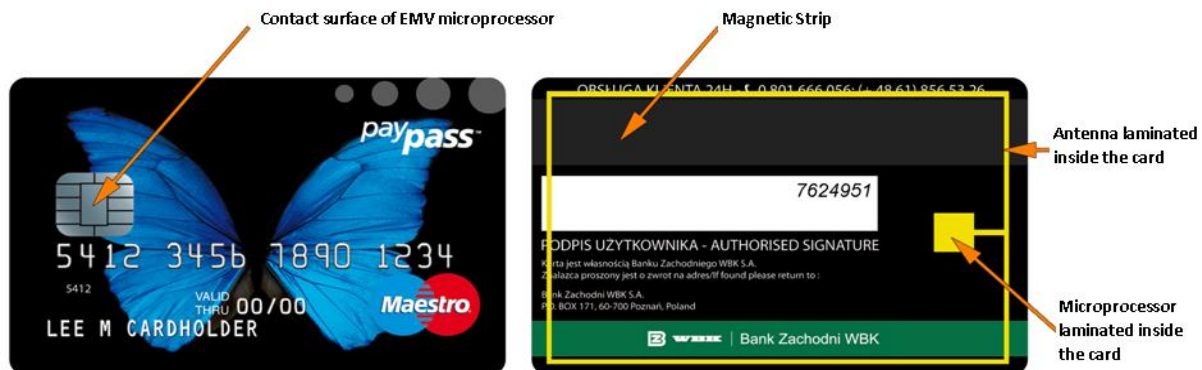 Contact surface of EMV microprocessor
Magnetic Strip
paypass
5412 3456 7890 1234
5412
VALID THRU 00/00
LEE M CARDHOLDER
Maestro
OBSŁUGA KLIENTA 24H - 0 801 666 056; (+ 48 61) 856 53 26
7624951
PODPIS UŻYTKOWNIKA - AUTHORISED SIGNATURE
Karta jest własnością Banku Zachodniego WBK S.A.
Znalazca proszony jest o zwrot na adres/If found please return to :
Bank Zachodni WBK S.A.
P.O. BOX 171, 60-700 Poznań, Poland
WBK | Bank Zachodni WBK
Antenna laminated
inside the card
Microprocessor
laminated inside
the card